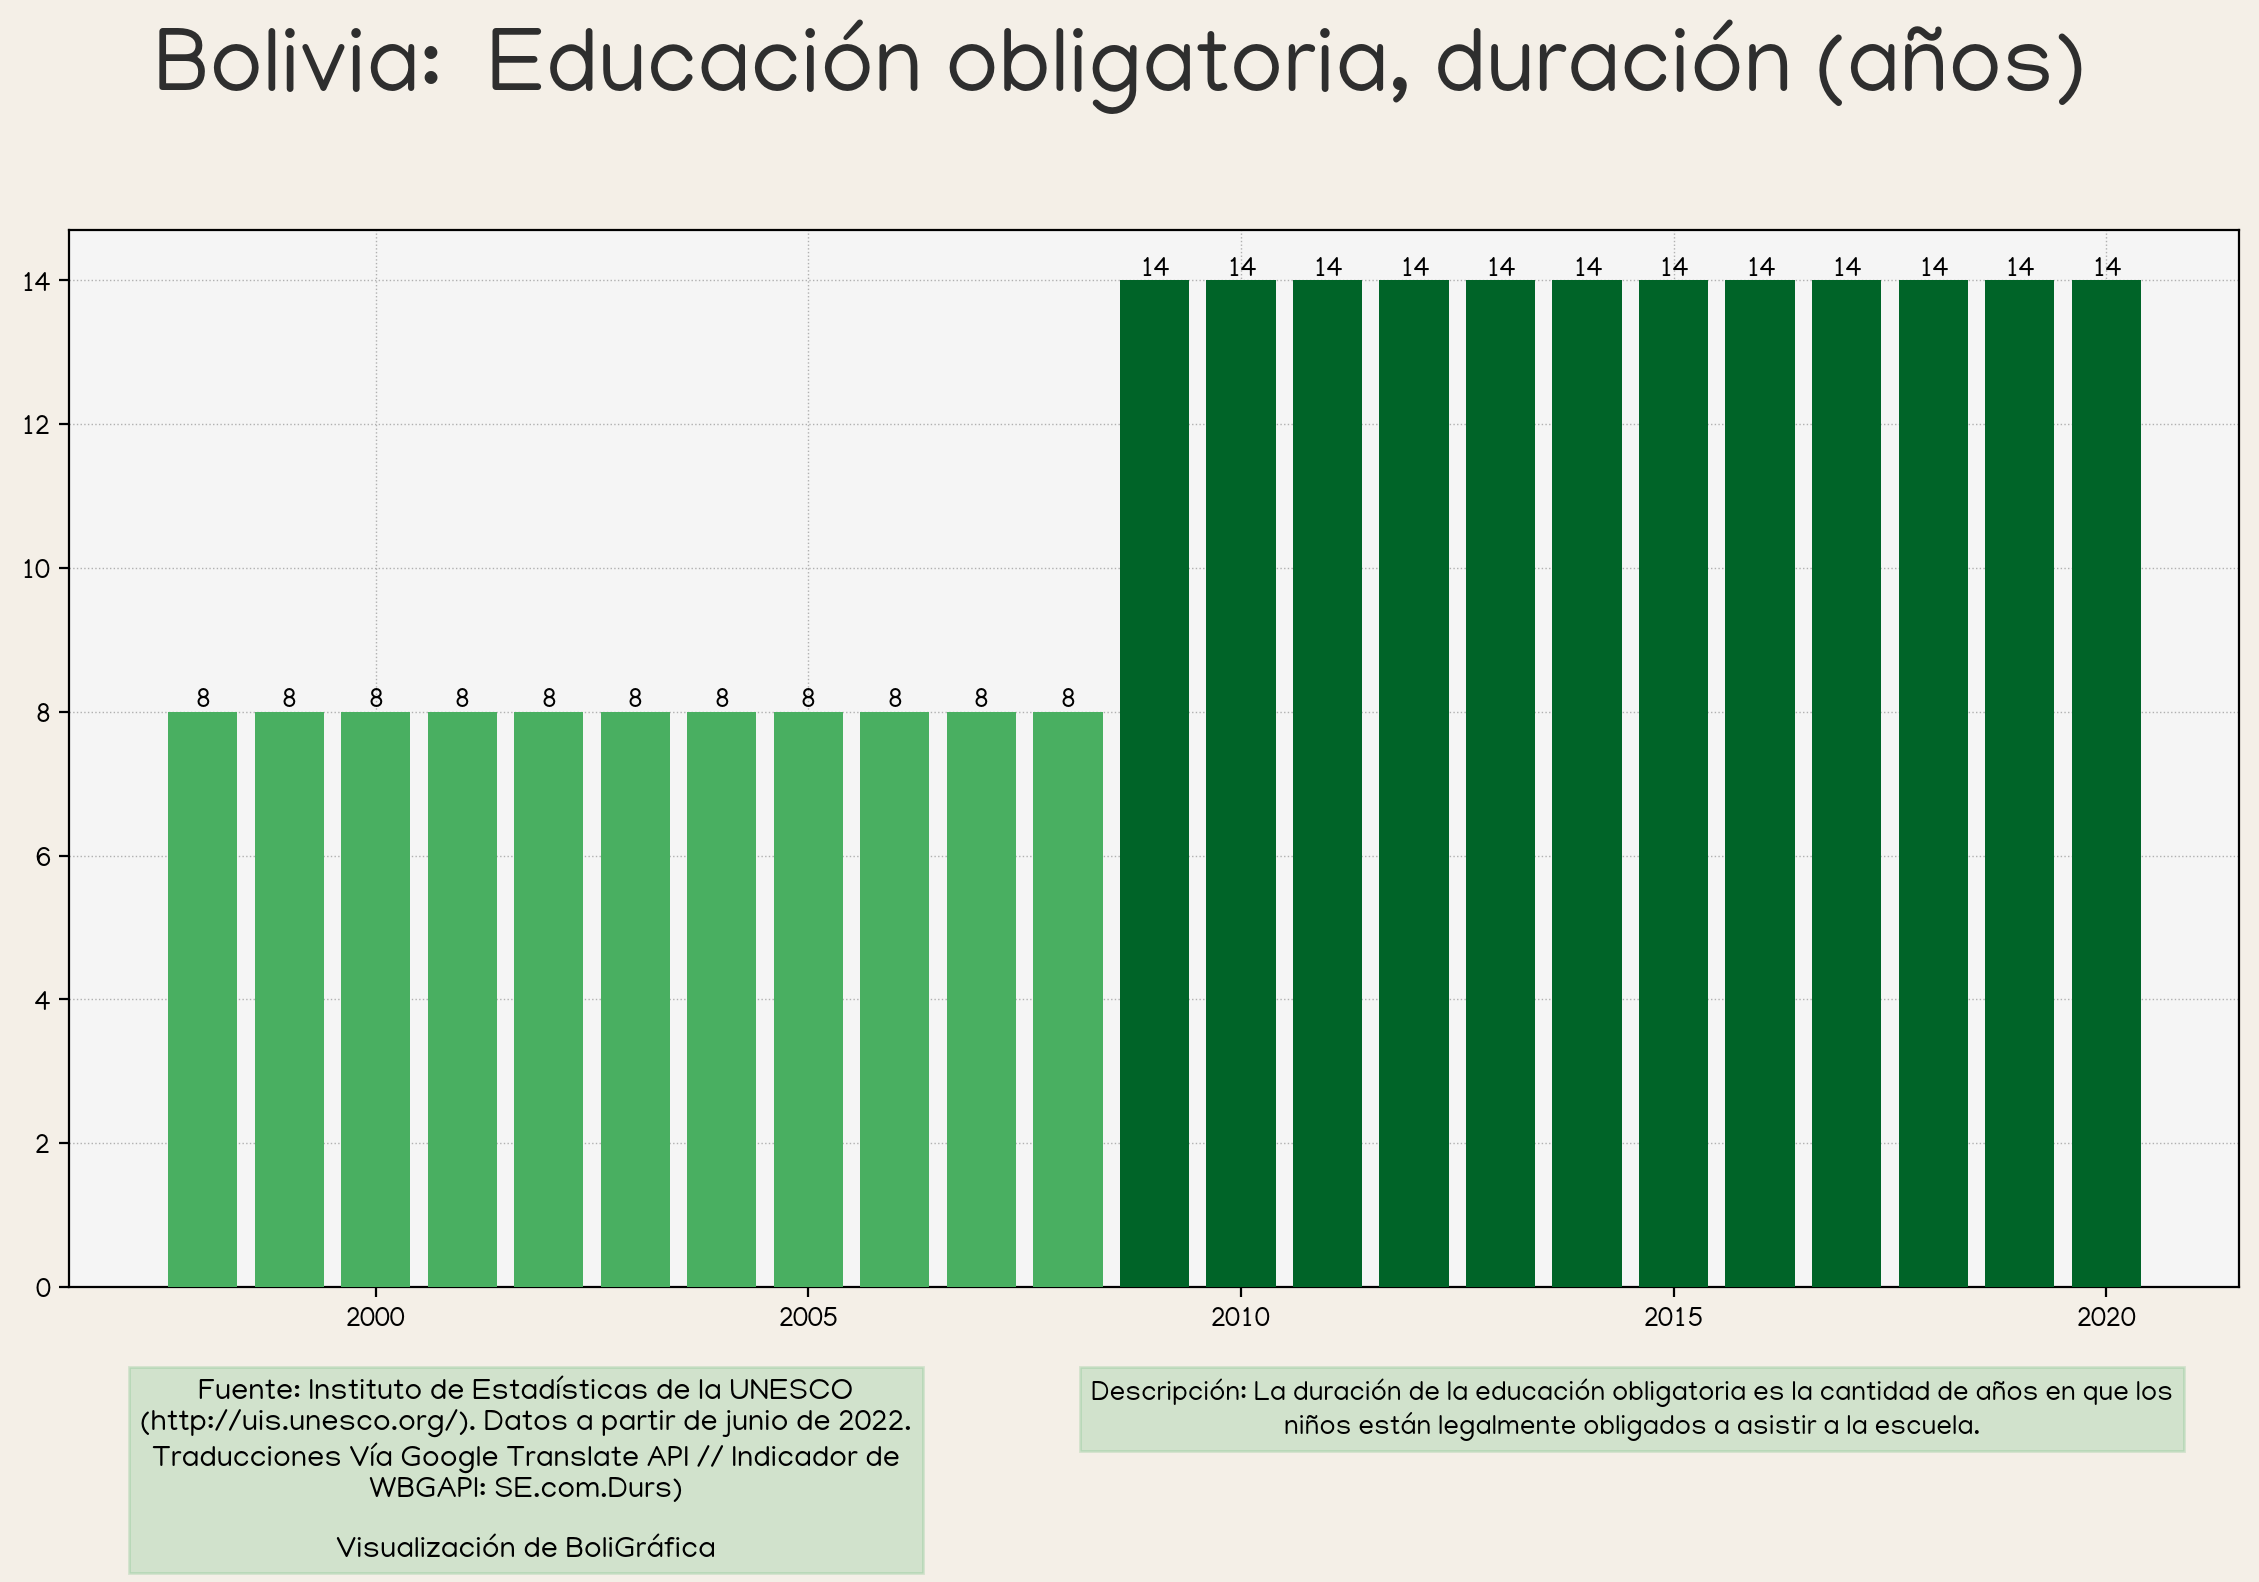 Bolivia:  Educación obligatoria, duración (años)
14 14 14 14 14 14 14 14 14 14 14 14
14
12
10
8 8 8 8 8 8 8 8 8 8 8
8
6
4
2
0
2000 2005 2010 2015 2020
Fuente: Instituto de Estadísticas de la UNESCO
(http://uis.unesco.org/). Datos a partir de junio de 2022.
Traducciones Vía Google Translate API // Indicador de
WBGAPI: SE.com.Durs)
Visualización de BoliGráfica
Descripción: La duración de la educación obligatoria es la cantidad de años en que los
niños están legalmente obligados a asistir a la escuela.